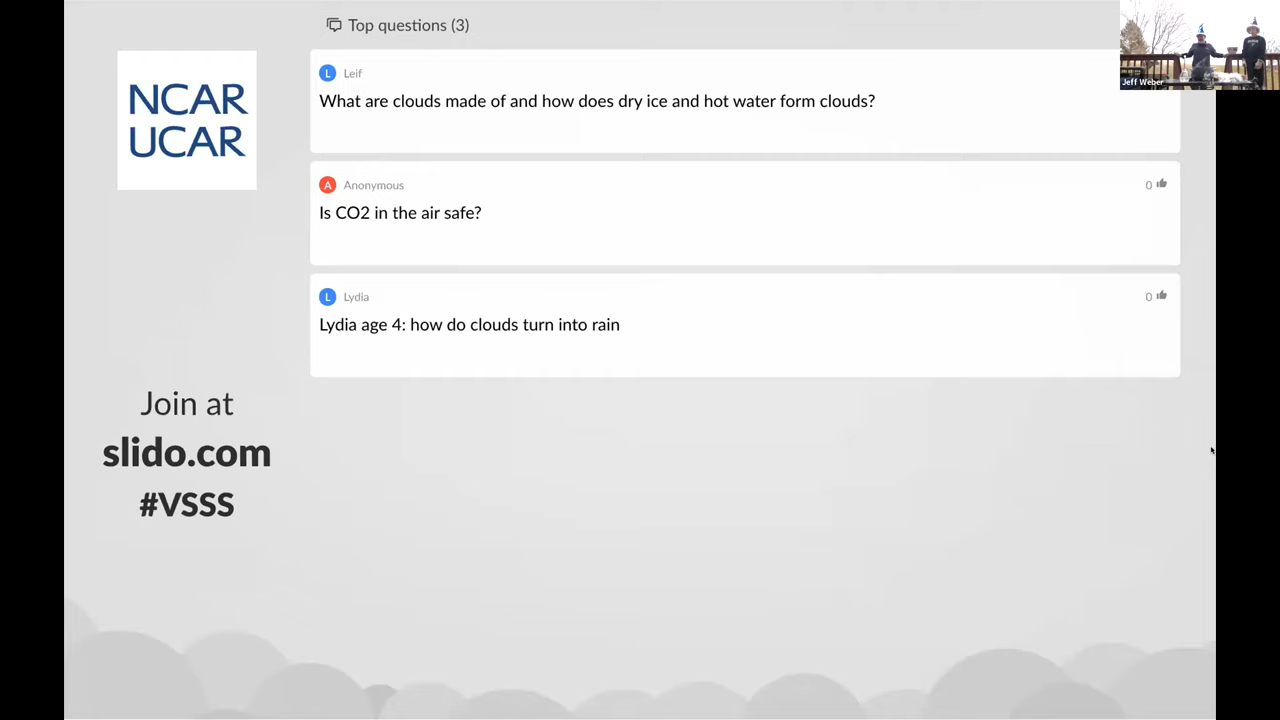 Top questions (3)
NCAR
UCAR
L Leif
What are clouds made of and how does dry ice and hot water form clouds?
A Anonymous
0
Is CO2 in the air safe?
L Lydia
0
Lydia age 4: how do clouds turn into rain
Join at
slido.com
#VSSS
Jeff Weber